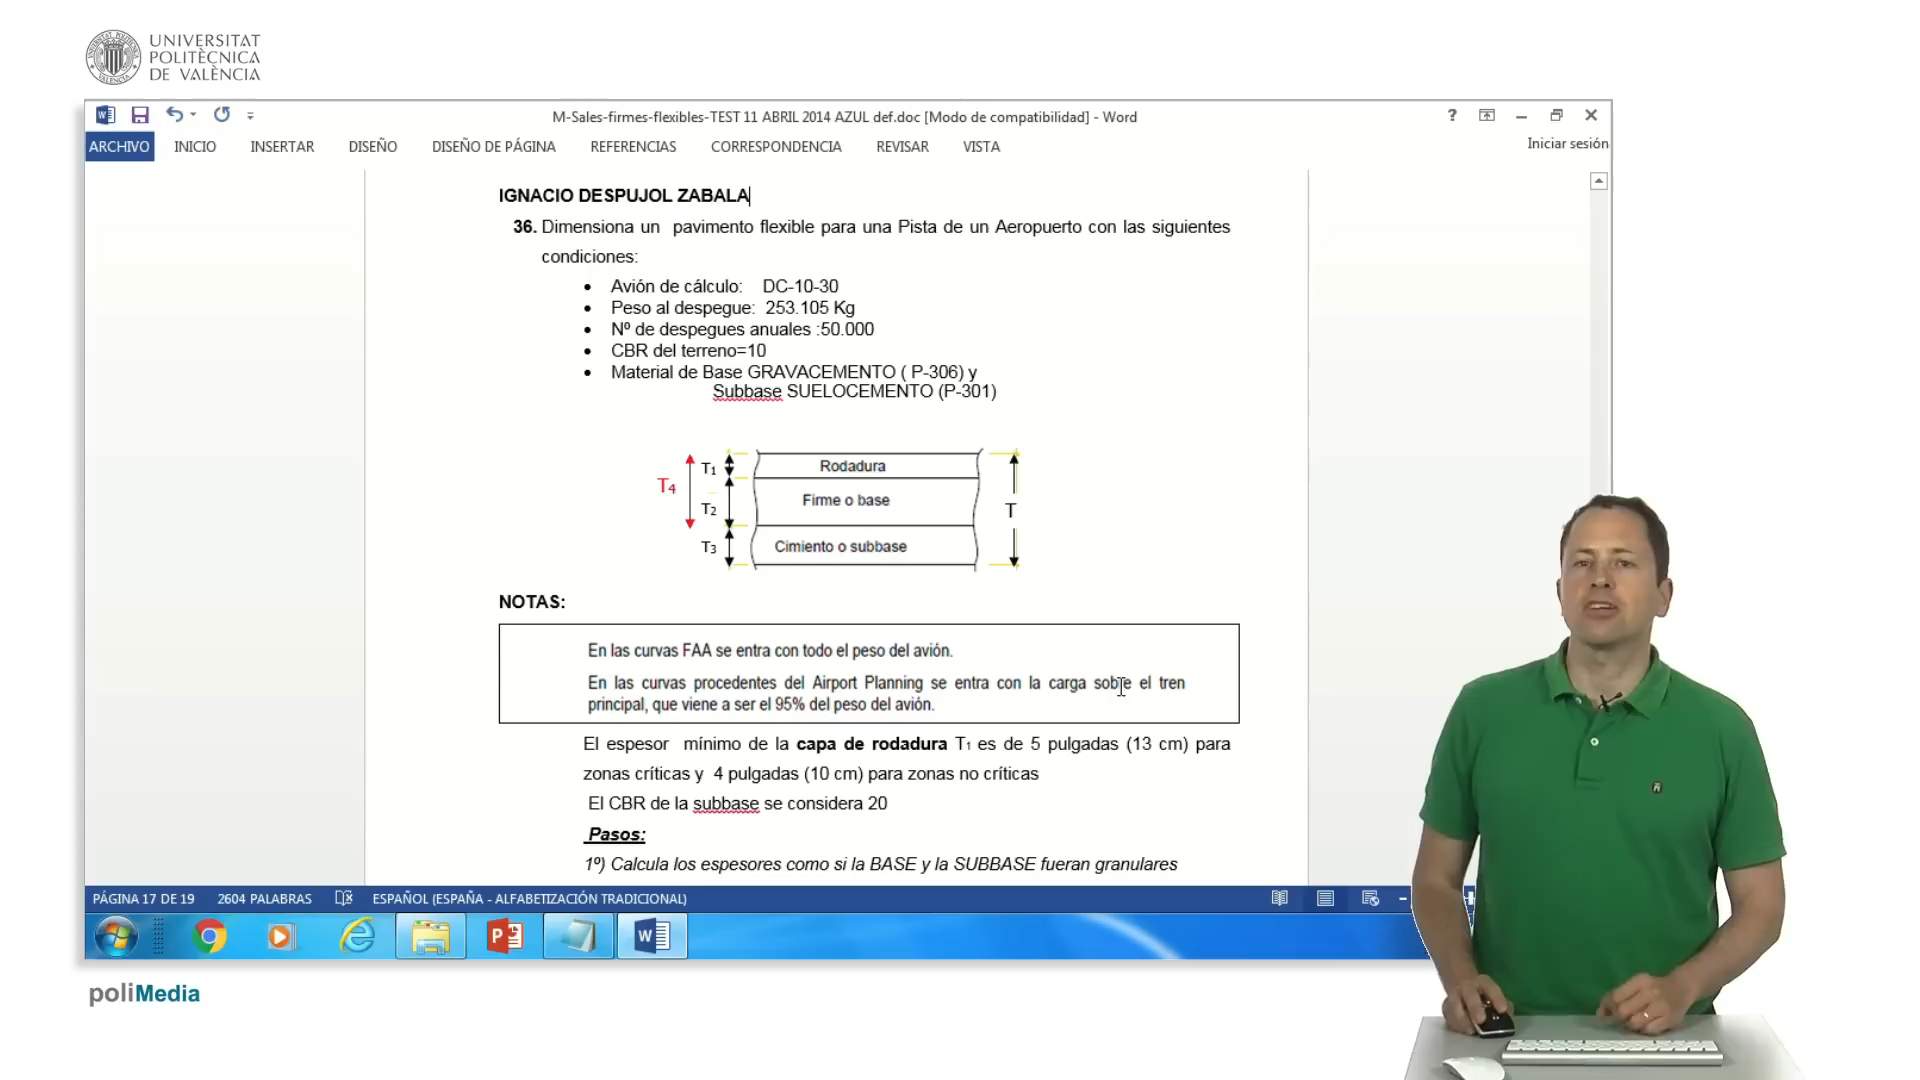 UNIVERSITAT
POLITÈCNICA
DE VALÈNCIA
M-Sales-firmes-flexibles-TEST 11 ABRIL 2014 AZUL def.doc [Modo de compatibilidad] - Word
?
ARCHIVO INICIO INSERTAR DISEÑO DISEÑO DE PÁGINA REFERENCIAS CORRESPONDENCIA REVISAR VISTA
Iniciar sesión
IGNACIO DESPUJOL ZABALA
36. Dimensiona un pavimento flexible para una Pista de un Aeropuerto con las siguientes
condiciones:
• Avión de cálculo: DC-10-30
• Peso al despegue: 253.105 Kg
• Nº de despegues anuales :50.000
• CBR del terreno=10
• Material de Base GRAVACEMENTO ( P-306) y
Subbase SUELOCEMENTO (P-301)
T1 Rodadura
T4
Firme o base
T2
T
T3 Cimiento o subbase
NOTAS:
En las curvas FAA se entra con todo el peso del avión.
En las curvas procedentes del Airport Planning se entra con la carga sobre el tren
principal, que viene a ser el 95% del peso del avión.
El espesor mínimo de la capa de rodadura T1 es de 5 pulgadas (13 cm) para
zonas críticas y 4 pulgadas (10 cm) para zonas no críticas
El CBR de la subbase se considera 20
Pasos:
1º) Calcula los espesores como si la BASE y la SUBBASE fueran granulares
PÁGINA 17 DE 19 2604 PALABRAS ESPAÑOL (ESPAÑA - ALFABETIZACIÓN TRADICIONAL)
poliMedia